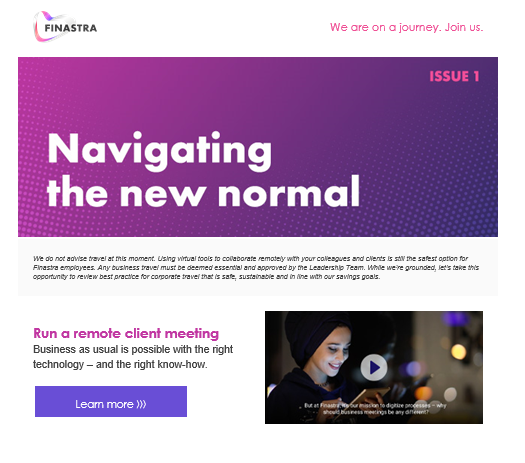 FINASTRA
We are on a journey. Join us.
ISSUE 1
Navigating
the new normal
We do not advise travel at this moment. Using virtual tools to collaborate remotely with your colleagues and clients is still the safest option for
Finastra employees. Any business travel must be deemed essential and approved by the Leadership Team. While we're grounded, let's take this
opportunity to review best practice for corporate travel that is safe, sustainable and in line with our savings goals.
Run a remote client meeting
Business as usual is possible with the right
technology – and the right know-how.
Learn more )))
But at Finastra, it's our mission to digitize processes – why
should business meetings be any different?